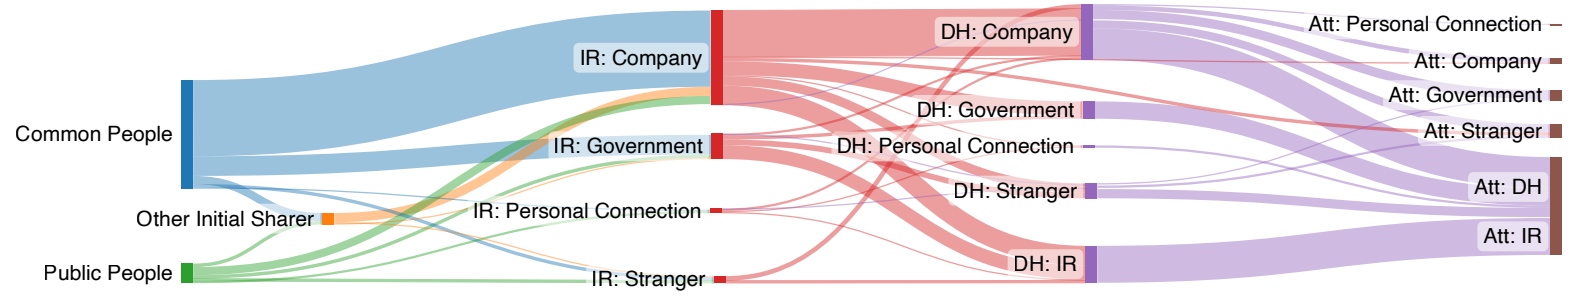 Common People
Other Initial Sharer
Public People
IR: Company
IR: Government
IR: Personal Connection
IR: Stranger
DH: Company
DH: Government
DH: Personal Connection
DH: Stranger
DH: IR
Att: Personal Connection
Att: Company
Att: Government
Att: Stranger
Att: DH
Att: IR